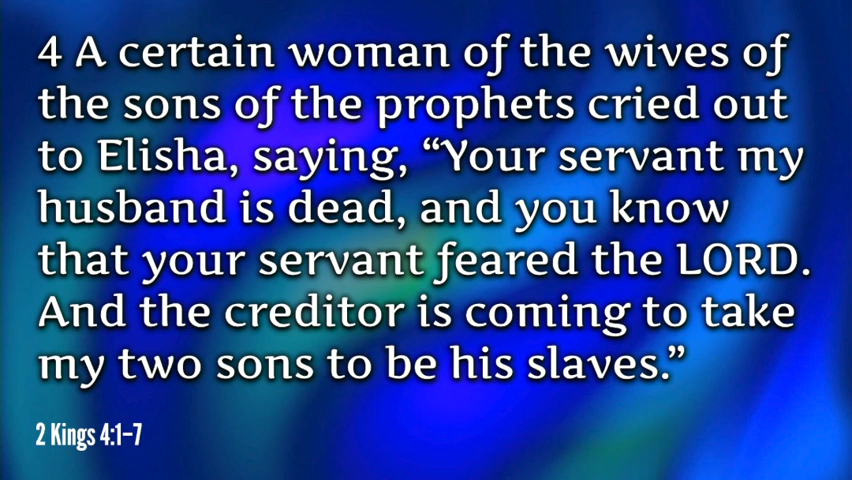 4 A certain woman of the wives of
the sons of the prophets cried out
to Elisha, saying, “Your servant my
husband is dead, and you know
that your servant feared the LORD.
And the creditor is coming to take
my two sons to be his slaves.”
2 Kings 4:1–7